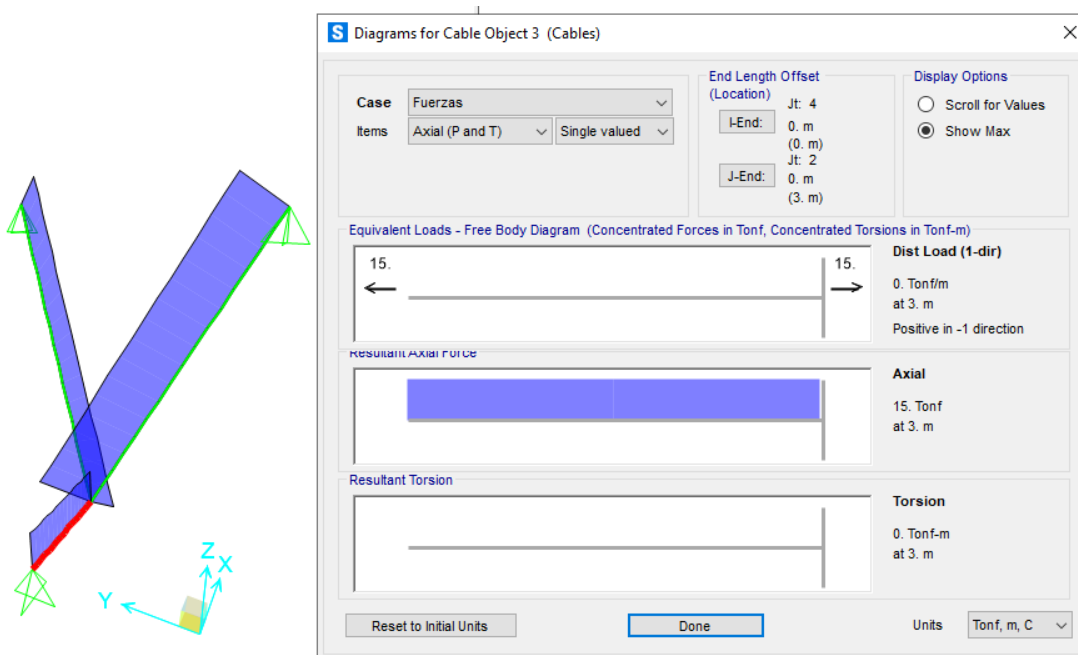 S Diagrams for Cable Object 3 (Cables)
Case Fuerzas
Items Axial (P and T) Single valued
End Length Offset
(Location)
I-End:
Jt: 4
0. m
(0. m)
J-End:
Jt: 2
0. m
(3. m)
Display Options
Scroll for Values
Show Max
Equivalent Loads - Free Body Diagram (Concentrated Forces in Tonf, Concentrated Torsions in Tonf-m)
15. 15.
Dist Load (1-dir)
0. Tonf/m
at 3. m
Positive in -1 direction
Resultant Axial Force
Axial
15. Tonf
at 3. m
Resultant Torsion
Torsion
0. Tonf-m
at 3. m
Reset to Initial Units Done Units Tonf, m, C
Z
X
Y